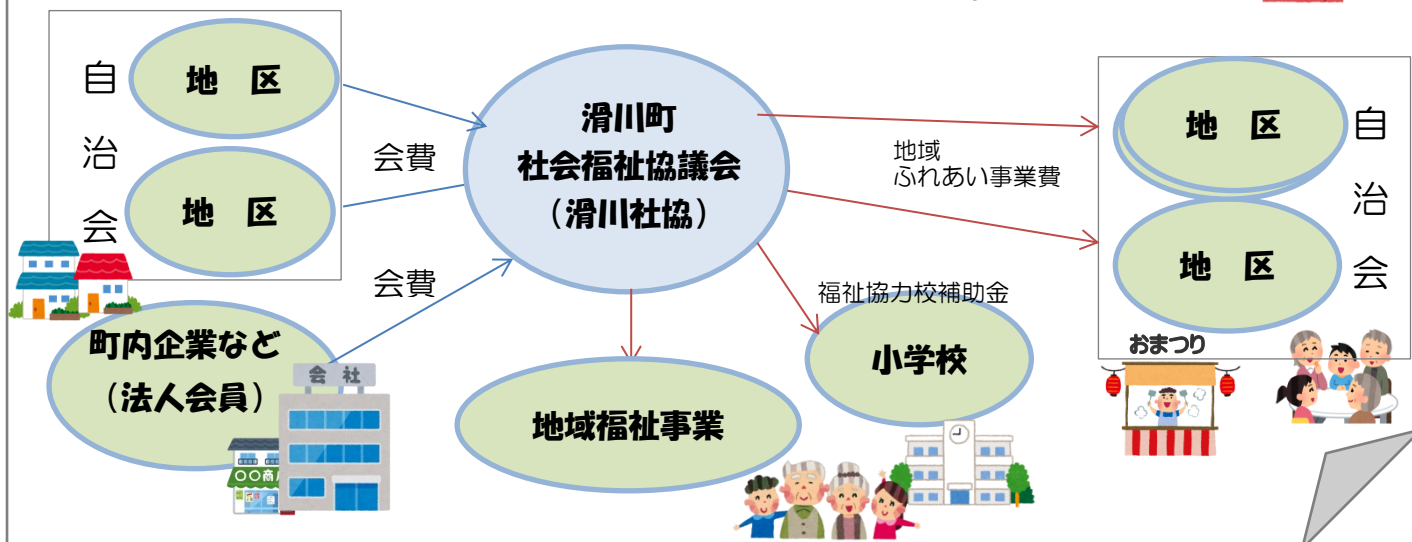 自治会
地　区
地　区
会費
会費
町内企業など
（法人会員）
会 社
〇〇商
滑川町
社会福祉協議会
（滑川社協）
地域
ふれあい事業費
福祉協力校補助金
小学校
地域福祉事業
地　区
地　区
自治会
おまつり